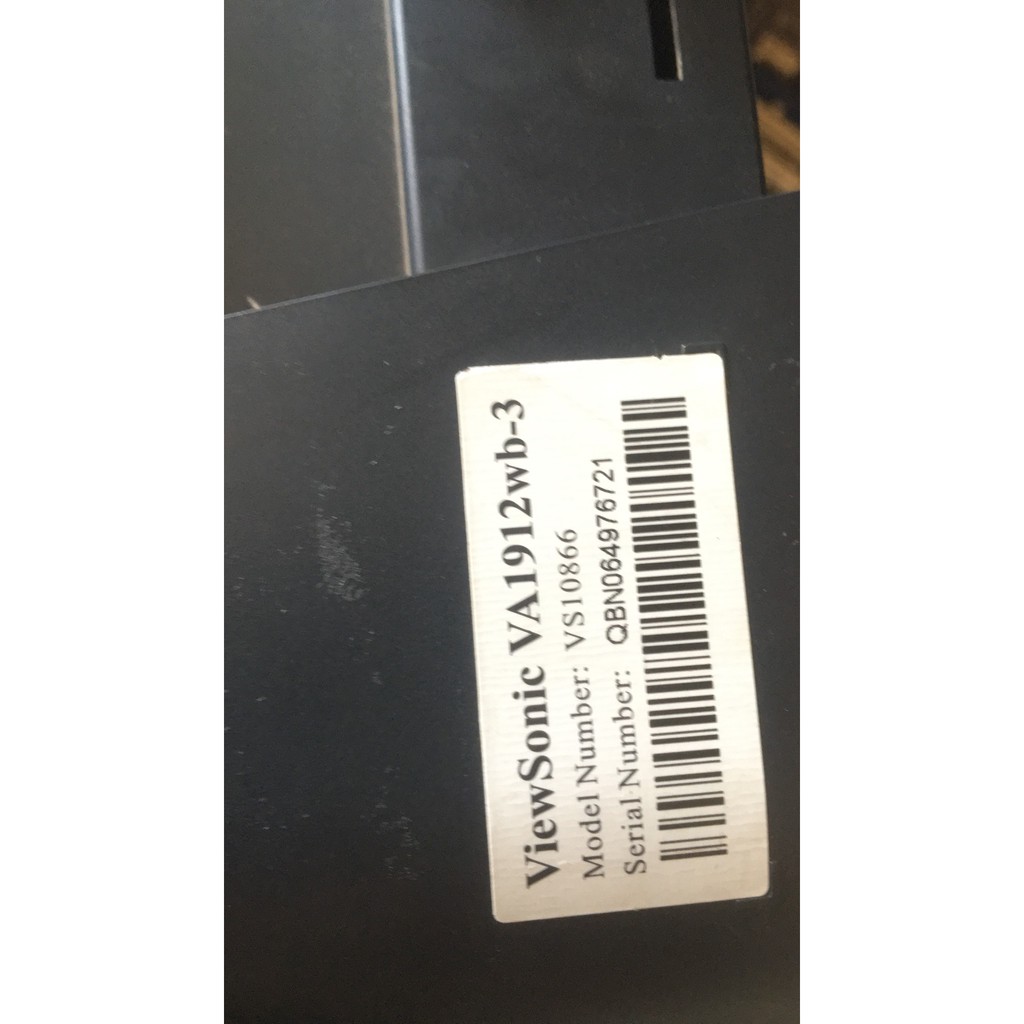 ViewSonic VA1912wb-3
Model Number: VS10866
Serial Number: QBN064976721